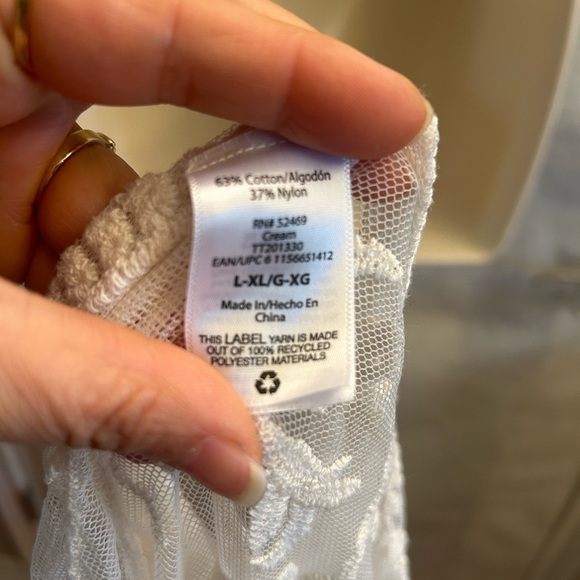 63% Cotton/Algodón
37% Nylon
RN# 52469
Cream
TT201330
EAN/UPC 6 1156651412
L-XL/G-XG
Made In/Hecho En
China
THIS LABEL YARN IS MADE
OUT OF 100% RECYCLED
POLYESTER MATERIALS